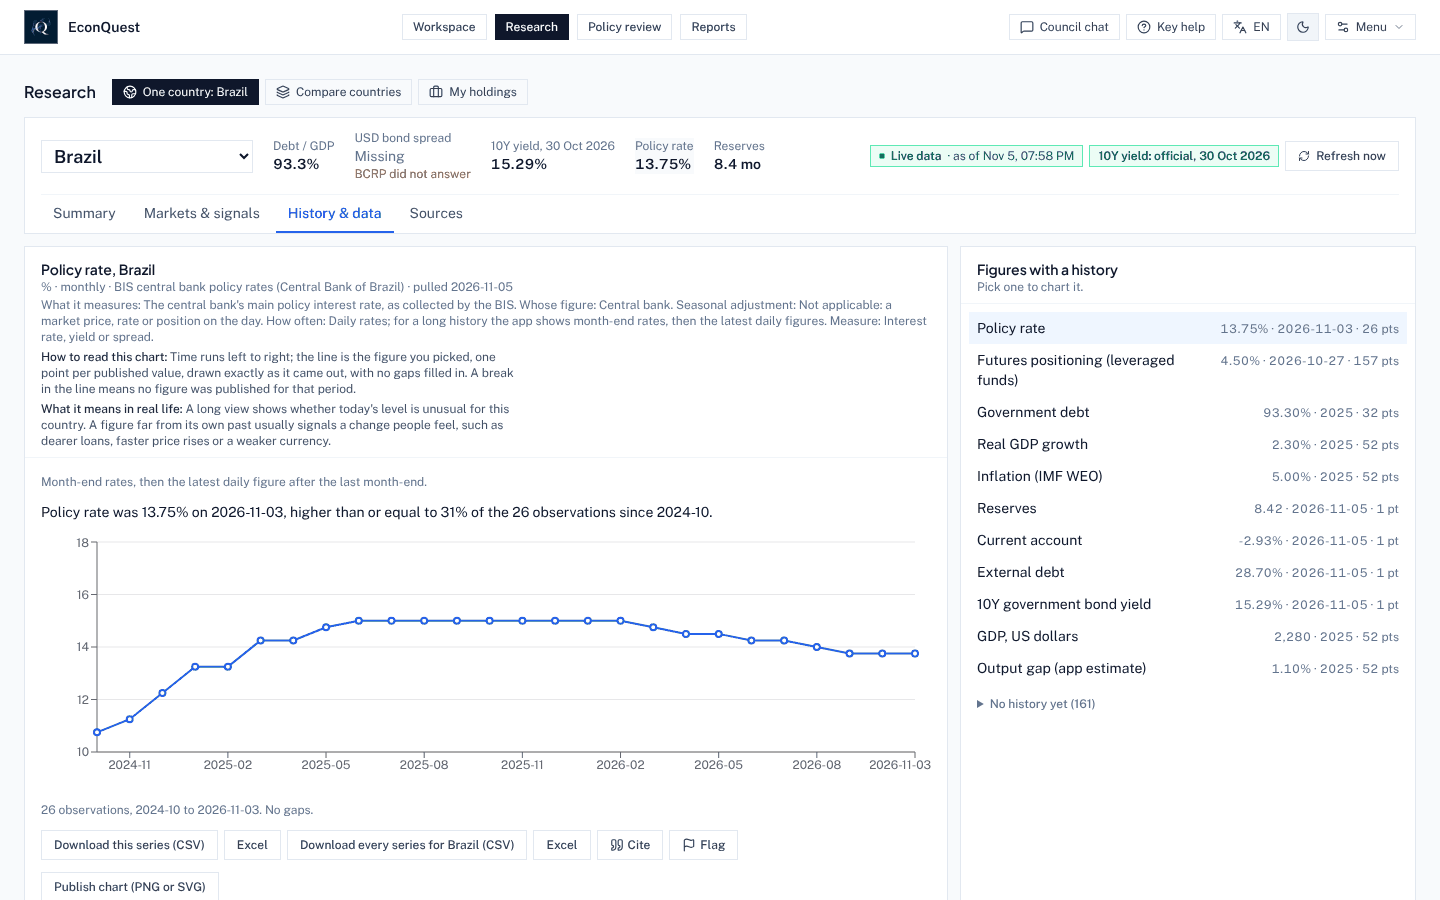 EconQuest
Workspace
Research
Policy review
Reports
Council chat
Key help
EN
Menu
Research
One country: Brazil
Compare countries
My holdings
Brazil
Debt / GDP
93.3%
USD bond spread
Missing
BCRP did not answer
10Y yield, 30 Oct 2026
15.29%
Policy rate
13.75%
Reserves
8.4 mo
Live data · as of Nov 5, 07:58 PM
10Y yield: official, 30 Oct 2026
Refresh now
Summary
Markets & signals
History & data
Sources
Policy rate, Brazil
% · monthly · BIS central bank policy rates (Central Bank of Brazil) · pulled 2026-11-05
What it measures: The central bank's main policy interest rate, as collected by the BIS. Whose figure: Central bank. Seasonal adjustment: Not applicable: a
market price, rate or position on the day. How often: Daily rates; for a long history the app shows month-end rates, then the latest daily figures. Measure: Interest
rate, yield or spread.
How to read this chart: Time runs left to right; the line is the figure you picked, one
point per published value, drawn exactly as it came out, with no gaps filled in. A break
in the line means no figure was published for that period.
What it means in real life: A long view shows whether today's level is unusual for this
country. A figure far from its own past usually signals a change people feel, such as
dearer loans, faster price rises or a weaker currency.
Month-end rates, then the latest daily figure after the last month-end.
Policy rate was 13.75% on 2026-11-03, higher than or equal to 31% of the 26 observations since 2024-10.
18
16
14
12
10
2024-11
2025-02
2025-05
2025-08
2025-11
2026-02
2026-05
2026-08
2026-11-03
26 observations, 2024-10 to 2026-11-03. No gaps.
Download this series (CSV)
Excel
Download every series for Brazil (CSV)
Excel
Cite
Flag
Publish chart (PNG or SVG)
Figures with a history
Pick one to chart it.
Policy rate
13.75% · 2026-11-03 · 26 pts
Futures positioning (leveraged
funds)
4.50% · 2026-10-27 · 157 pts
Government debt
93.30% · 2025 · 32 pts
Real GDP growth
2.30% · 2025 · 52 pts
Inflation (IMF WEO)
5.00% · 2025 · 52 pts
Reserves
8.42 · 2026-11-05 · 1 pt
Current account
-2.93% · 2026-11-05 · 1 pt
External debt
28.70% · 2026-11-05 · 1 pt
10Y government bond yield
15.29% · 2026-11-05 · 1 pt
GDP, US dollars
2,280 · 2025 · 52 pts
Output gap (app estimate)
1.10% · 2025 · 52 pts
No history yet (161)